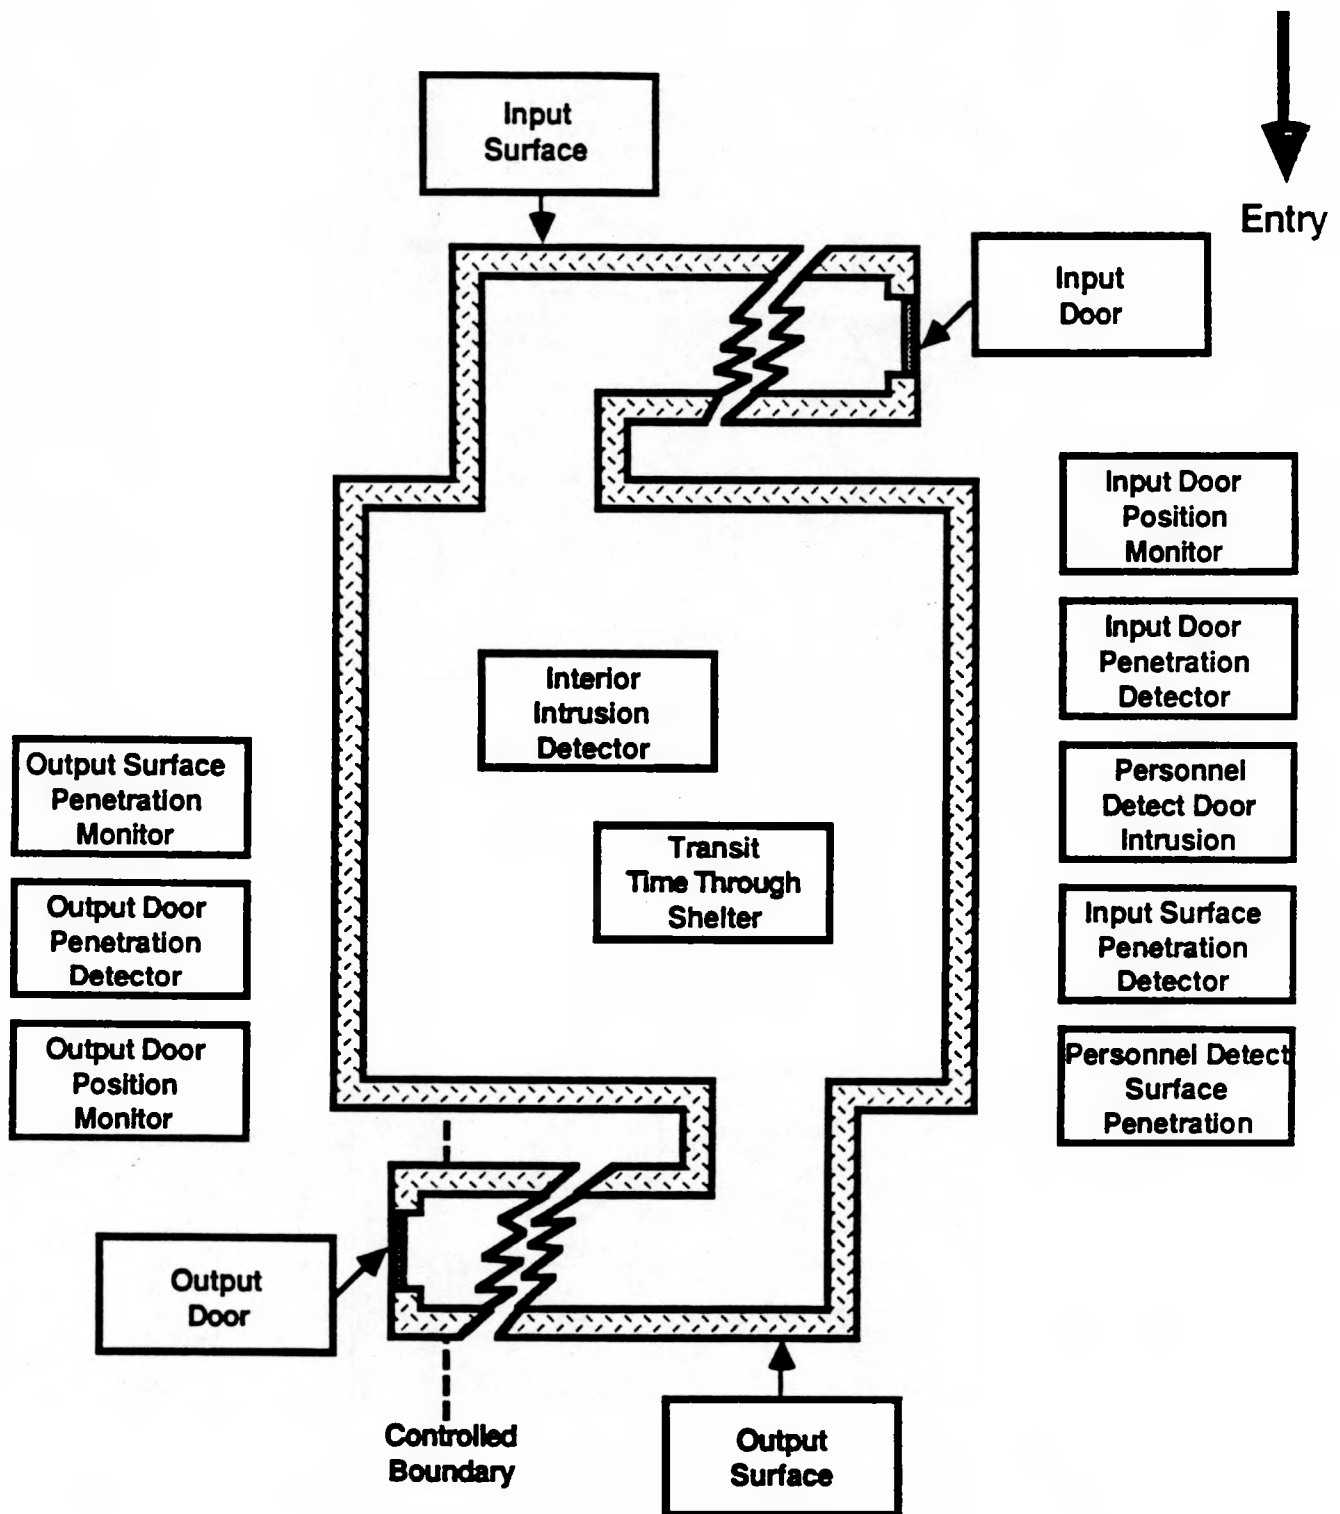 Input
Surface
Entry
Input
Door
Input Door
Position
Monitor
Input Door
Penetration
Detector
Interior
Intrusion
Detector
Output Surface
Penetration
Monitor
Personnel
Detect Door
Intrusion
Transit
Time Through
Shelter
Output Door
Penetration
Detector
Input Surface
Penetration
Detector
Output Door
Position
Monitor
Personnel Detect
Surface
Penetration
Output
Door
Controlled
Boundary
Output
Surface